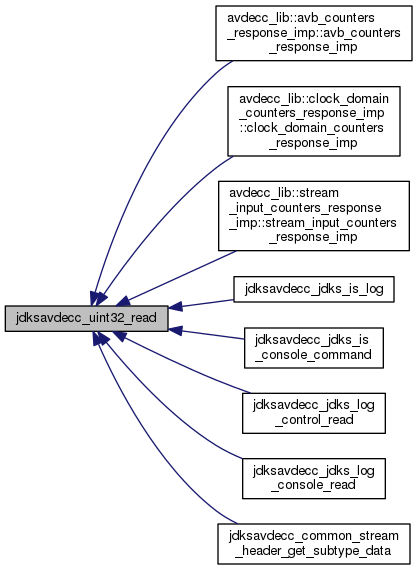 avdecc_lib::avb_counters
_response_imp::avb_counters
_response_imp
avdecc_lib::clock_domain
_counters_response_imp
::clock_domain_counters
_response_imp
avdecc_lib::stream
_input_counters_response
_imp::stream_input_counters
_response_imp
jdksavdecc_jdks_is_log
jdksavdecc_uint32_read
jdksavdecc_jdks_is
_console_command
jdksavdecc_jdks_log
_control_read
jdksavdecc_jdks_log
_console_read
jdksavdecc_common_stream
_header_get_subtype_data